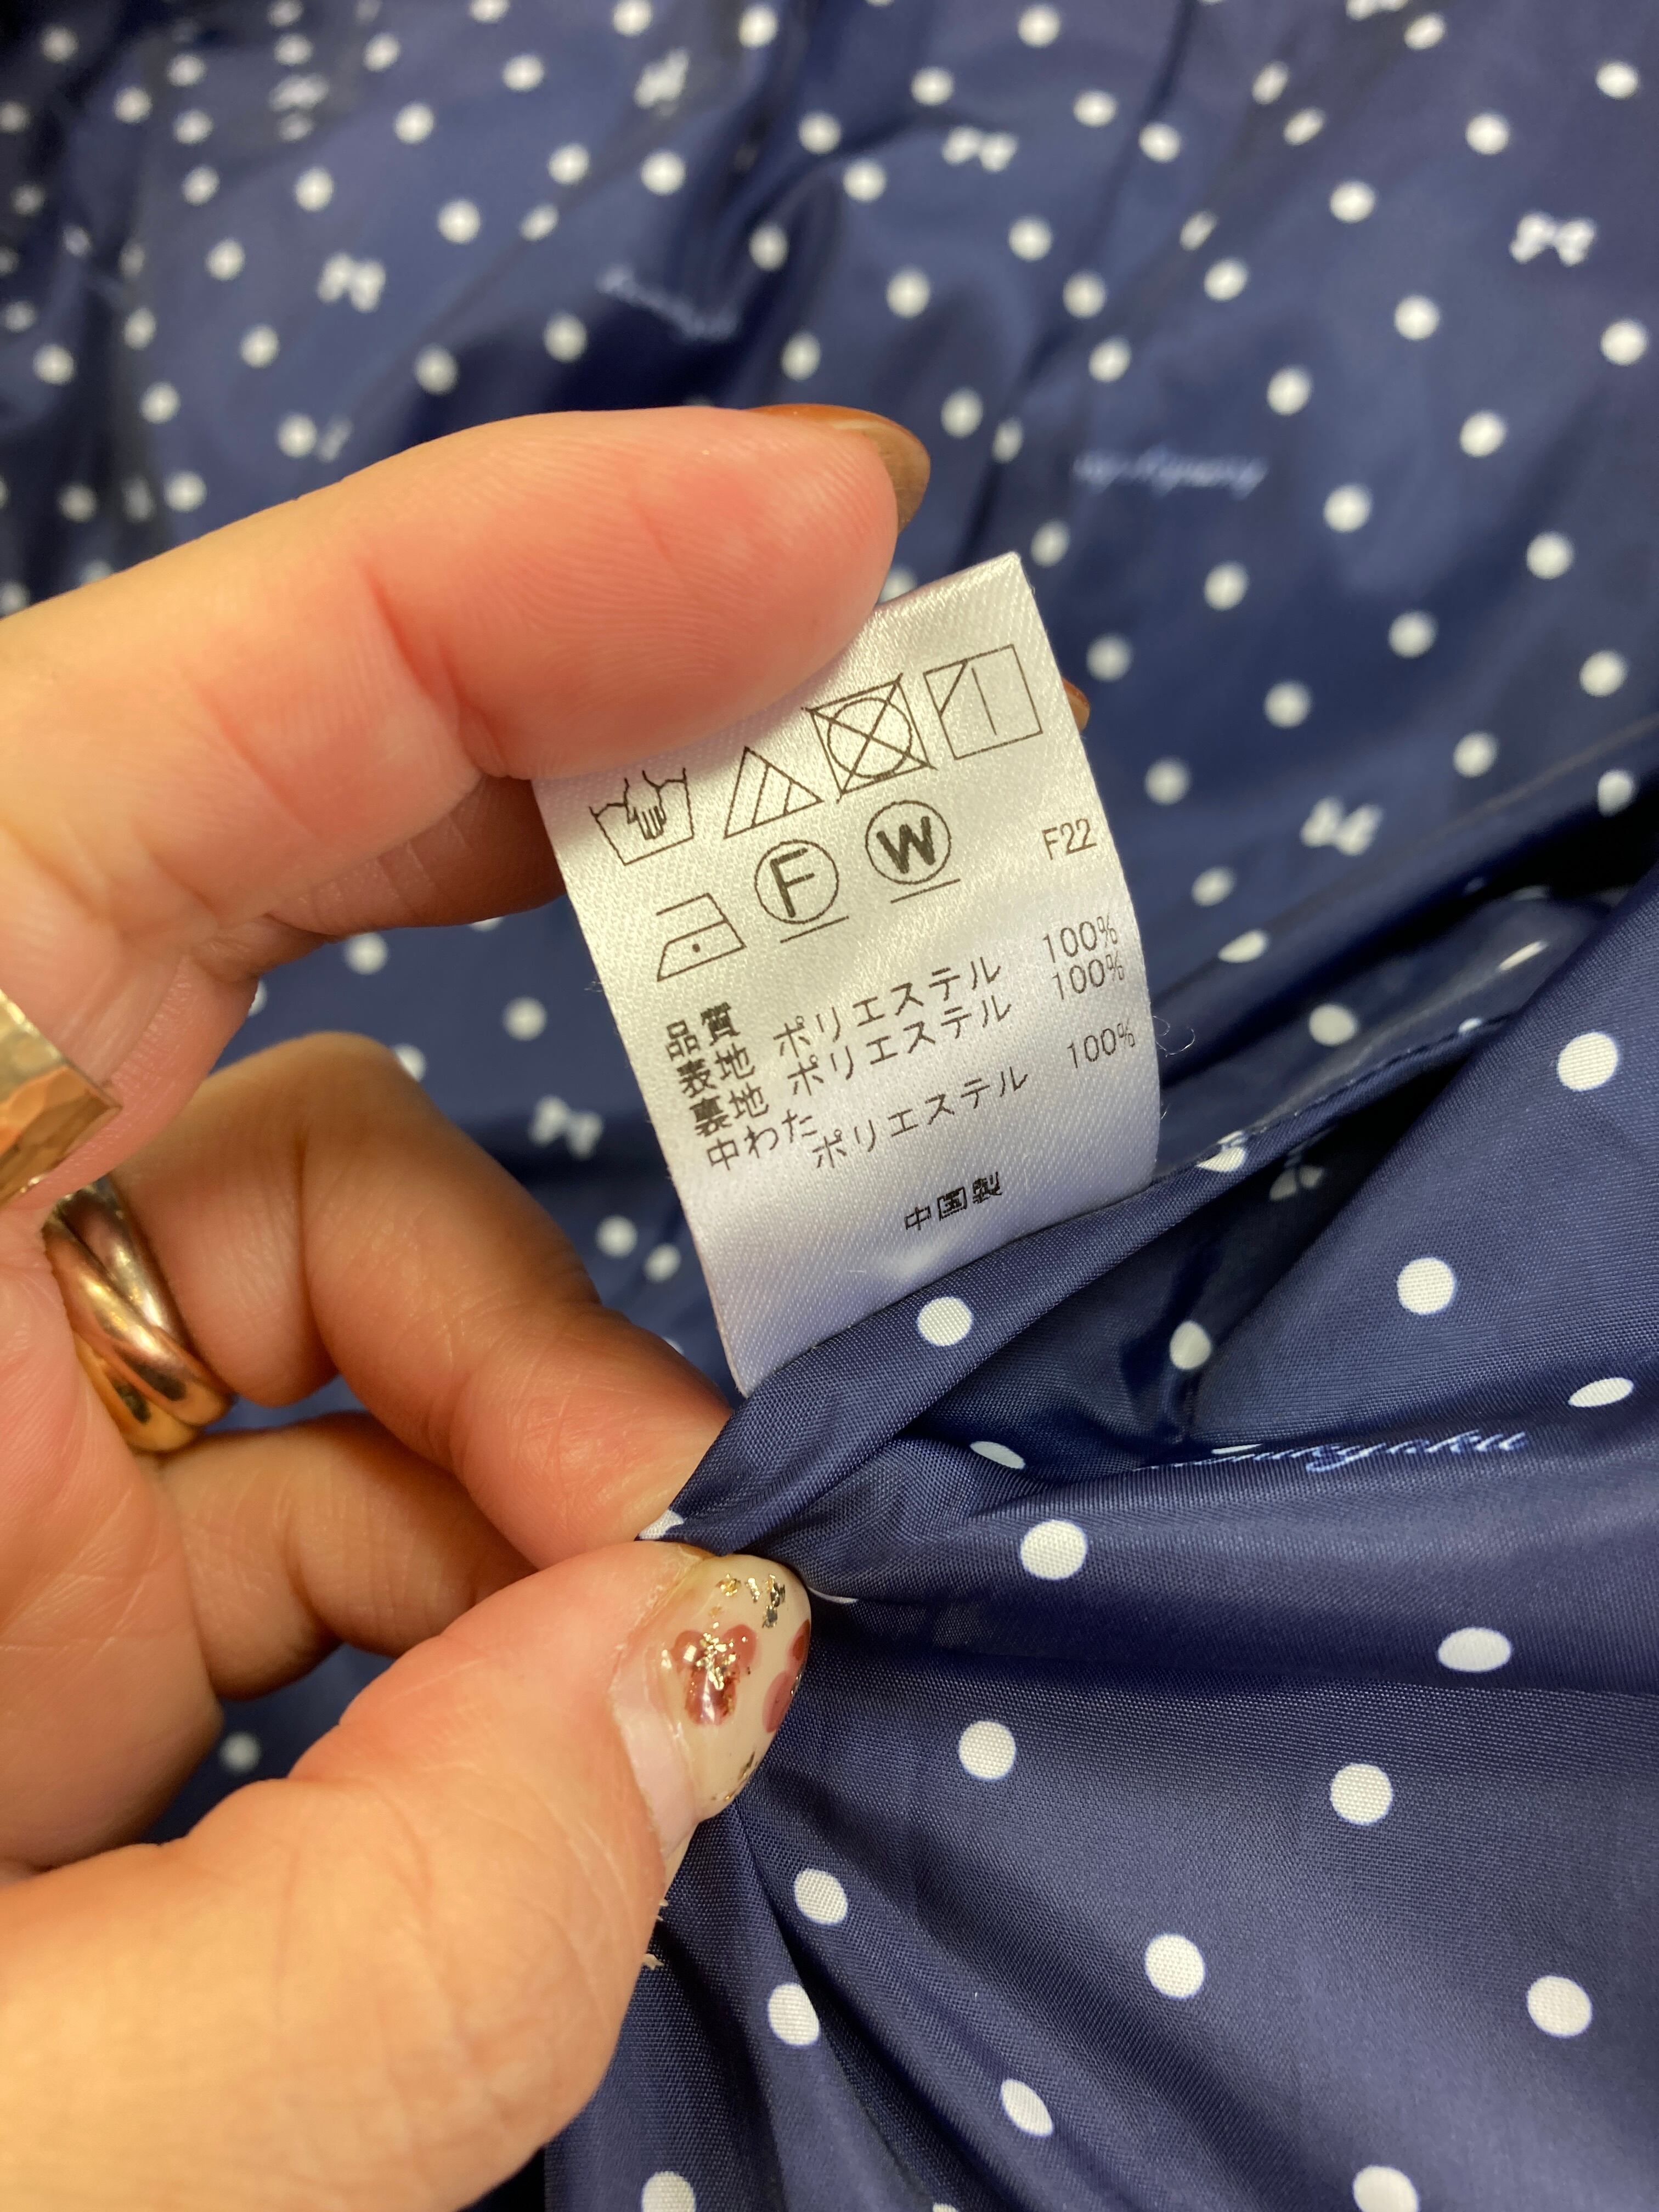 F
W
F22
品質
表地 ポリエステル 100%
裏地 ポリエステル 100%
中わた
ポリエステル 100%
中国製